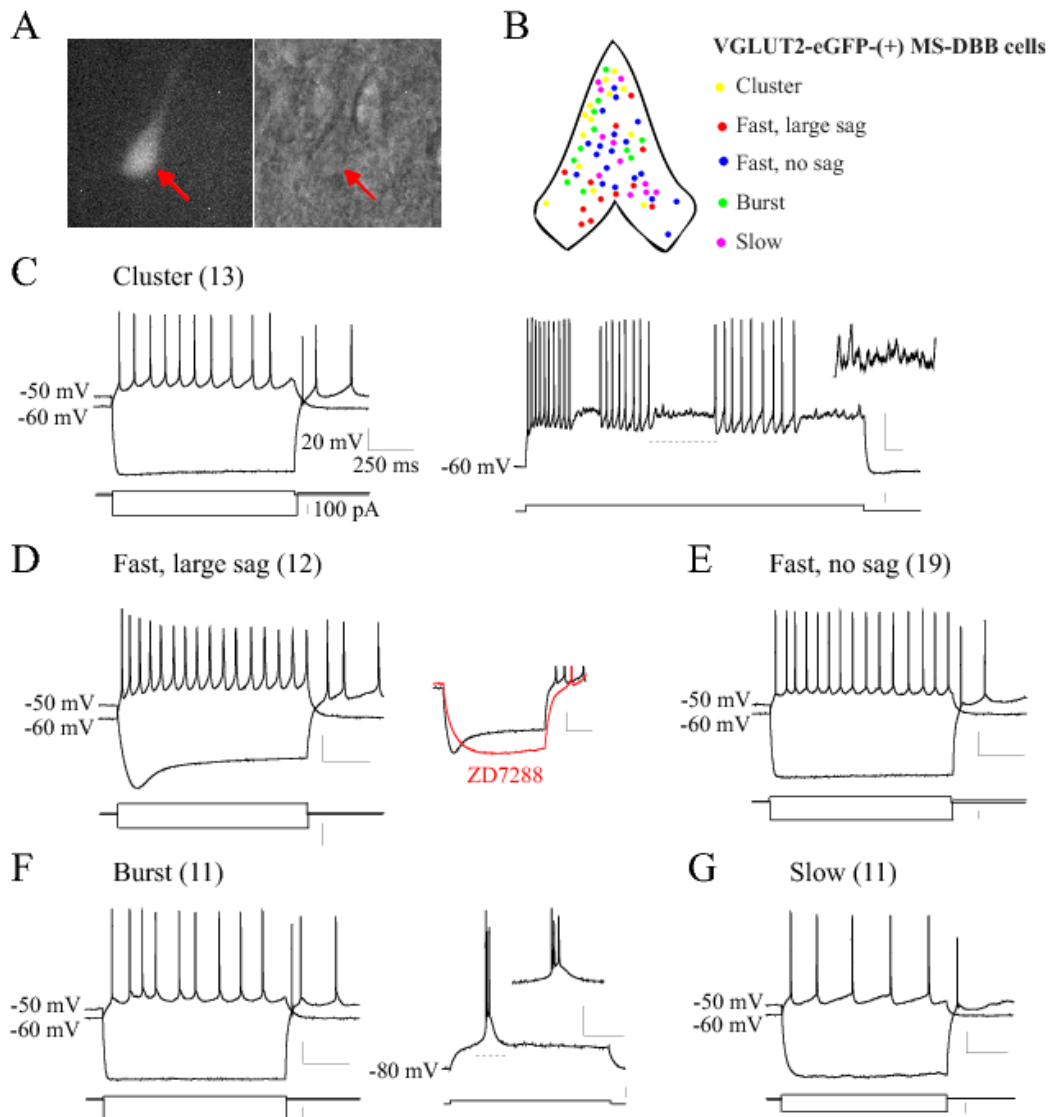 A
B
VGLUT2-eGFP-(+) MS-DBB cells
Cluster
Fast, large sag
Fast, no sag
Burst
Slow
C
Cluster (13)
-50 mV
-60 mV
20 mV
250 ms
100 pA
-60 mV
D
Fast, large sag (12)
-50 mV
-60 mV
ZD7288
E
Fast, no sag (19)
-50 mV
-60 mV
F
Burst (11)
-50 mV
-60 mV
-80 mV
G
Slow (11)
-50 mV
-60 mV